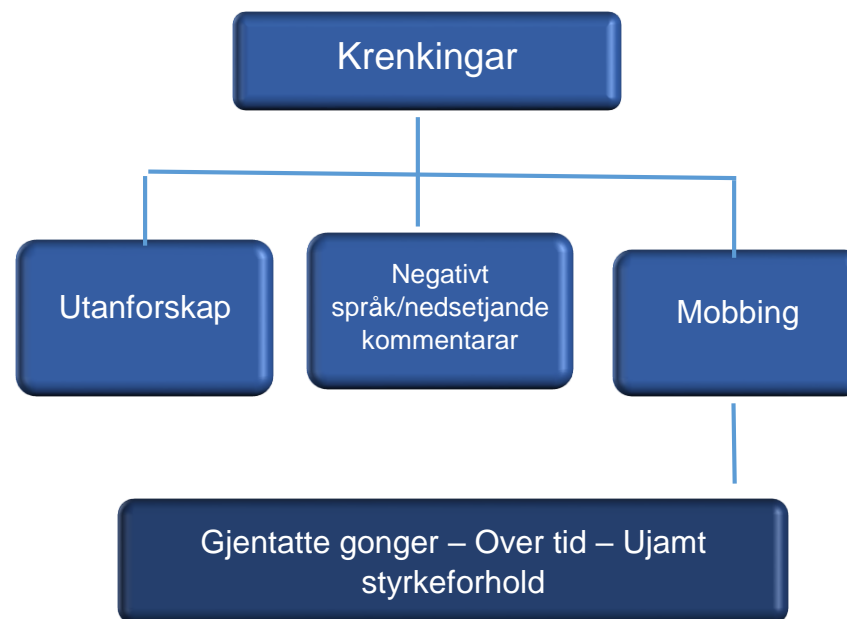 Krenkingar
Utanforskap
Negativt
språk/nedsetjande
kommentarar
Mobbing
Gjentatte gonger – Over tid – Ujamt
styrkeforhold